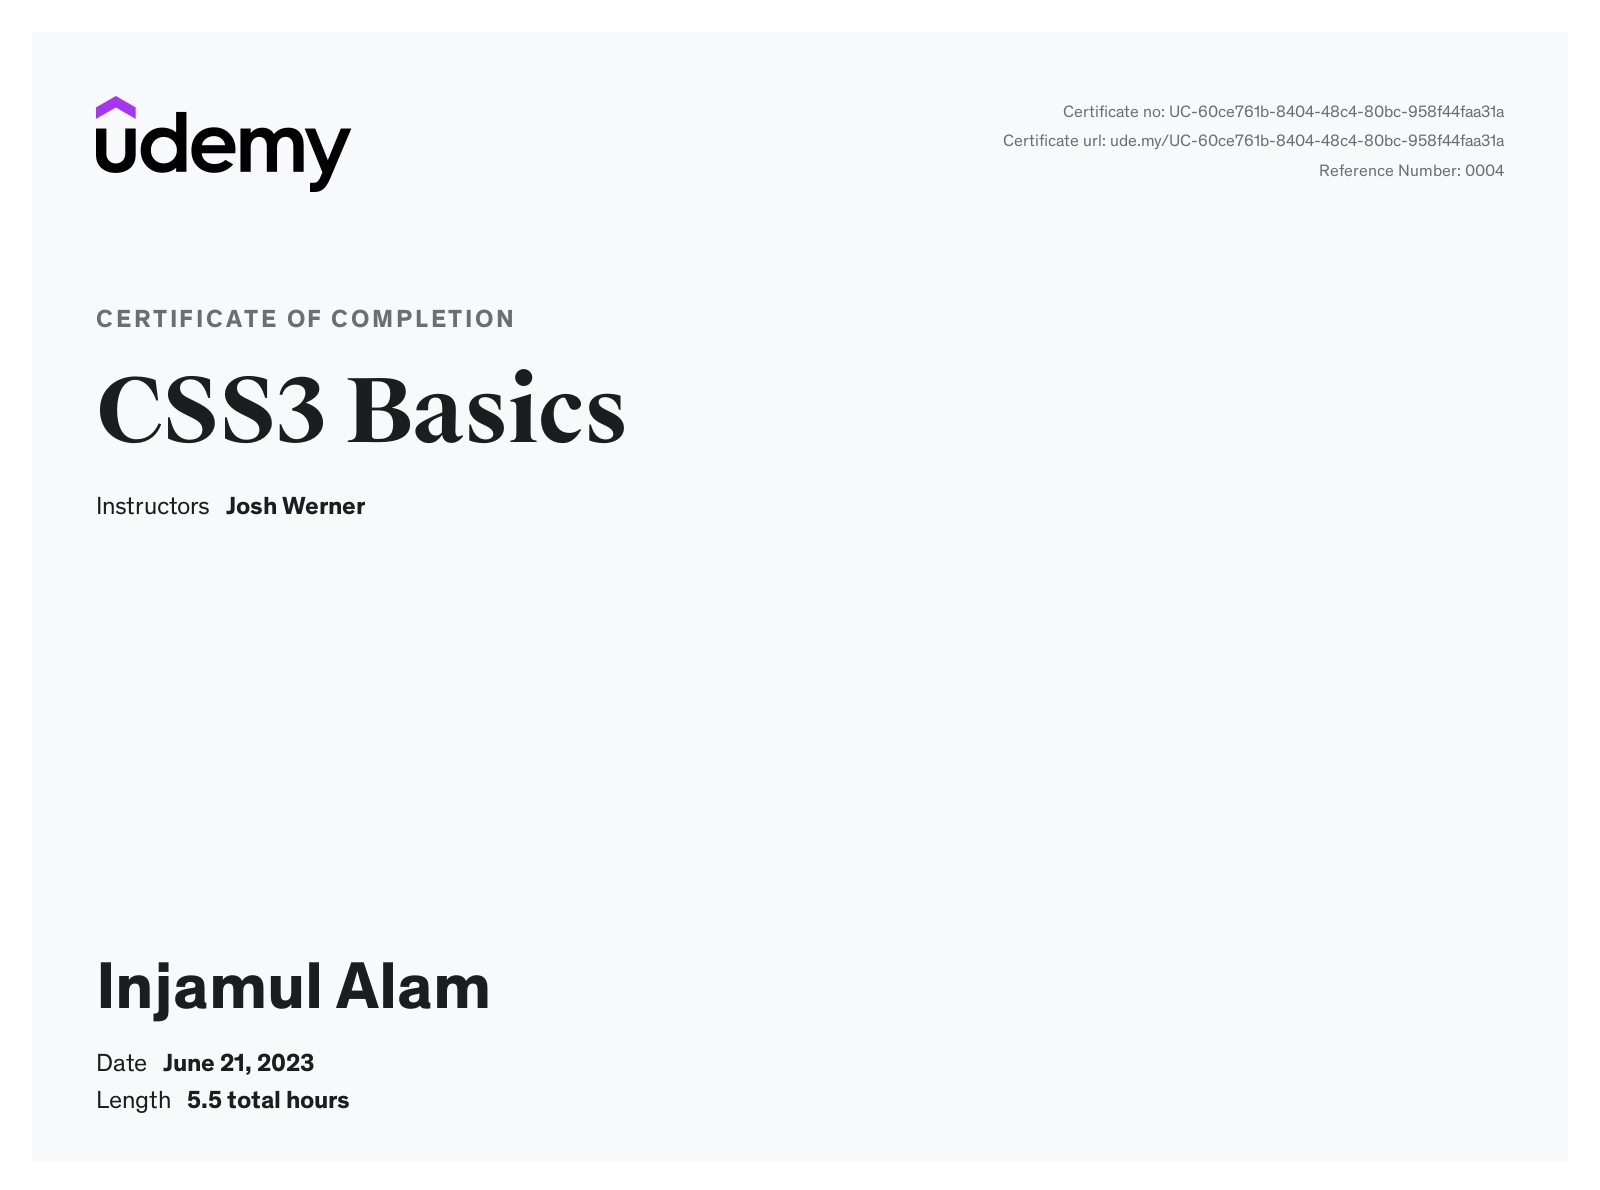 udemy
Certificate no: UC-60ce761b-8404-48c4-80bc-958f44faa31a
Certificate url: ude.my/UC-60ce761b-8404-48c4-80bc-958f44faa31a
Reference Number: 0004
CERTIFICATE OF COMPLETION
CSS3 Basics
Instructors Josh Werner
Injamul Alam
Date June 21, 2023
Length 5.5 total hours